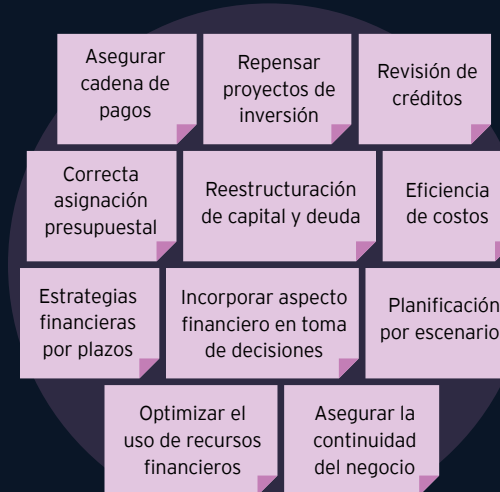 Asegurar
cadena de
pagos
Repensar
proyectos de
inversión
Revisión de
créditos
Correcta
asignación
presupuestal
Reestructuración
de capital y deuda
Eficiencia
de costos
Estrategias
financieras
por plazos
Incorporar aspecto
financiero en toma
de decisiones
Planificación
por escenario
Optimizar el
uso de recursos
financieros
Asegurar la
continuidad
del negocio